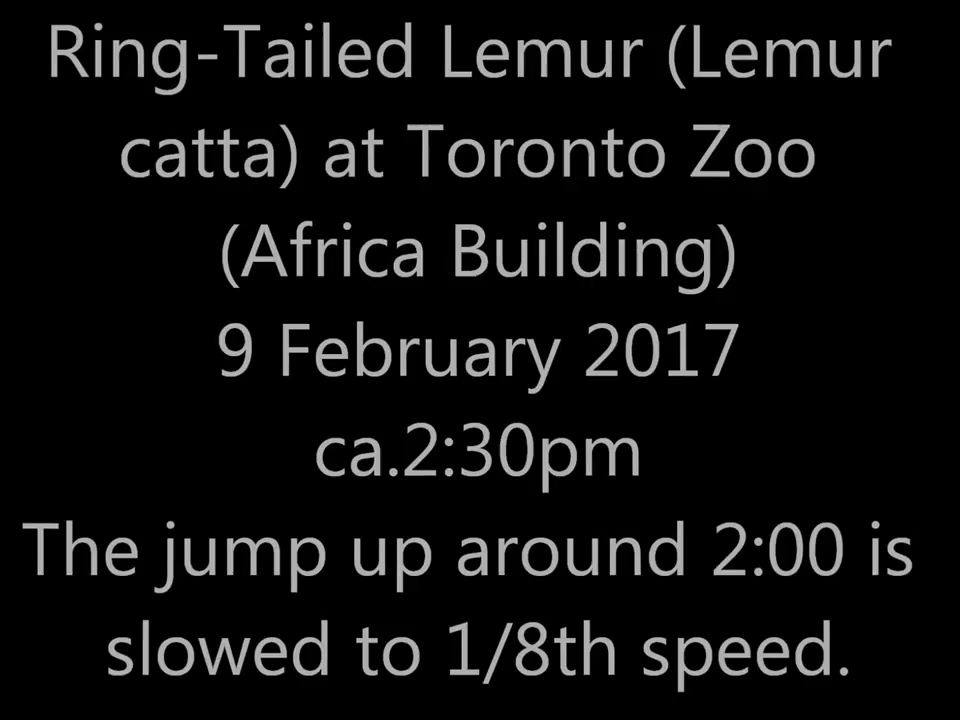 Ring-Tailed Lemur (Lemur
catta) at Toronto Zoo
(Africa Building)
9 February 2017
ca.2:30pm
The jump up around 2:00 is
slowed to 1/8th speed.